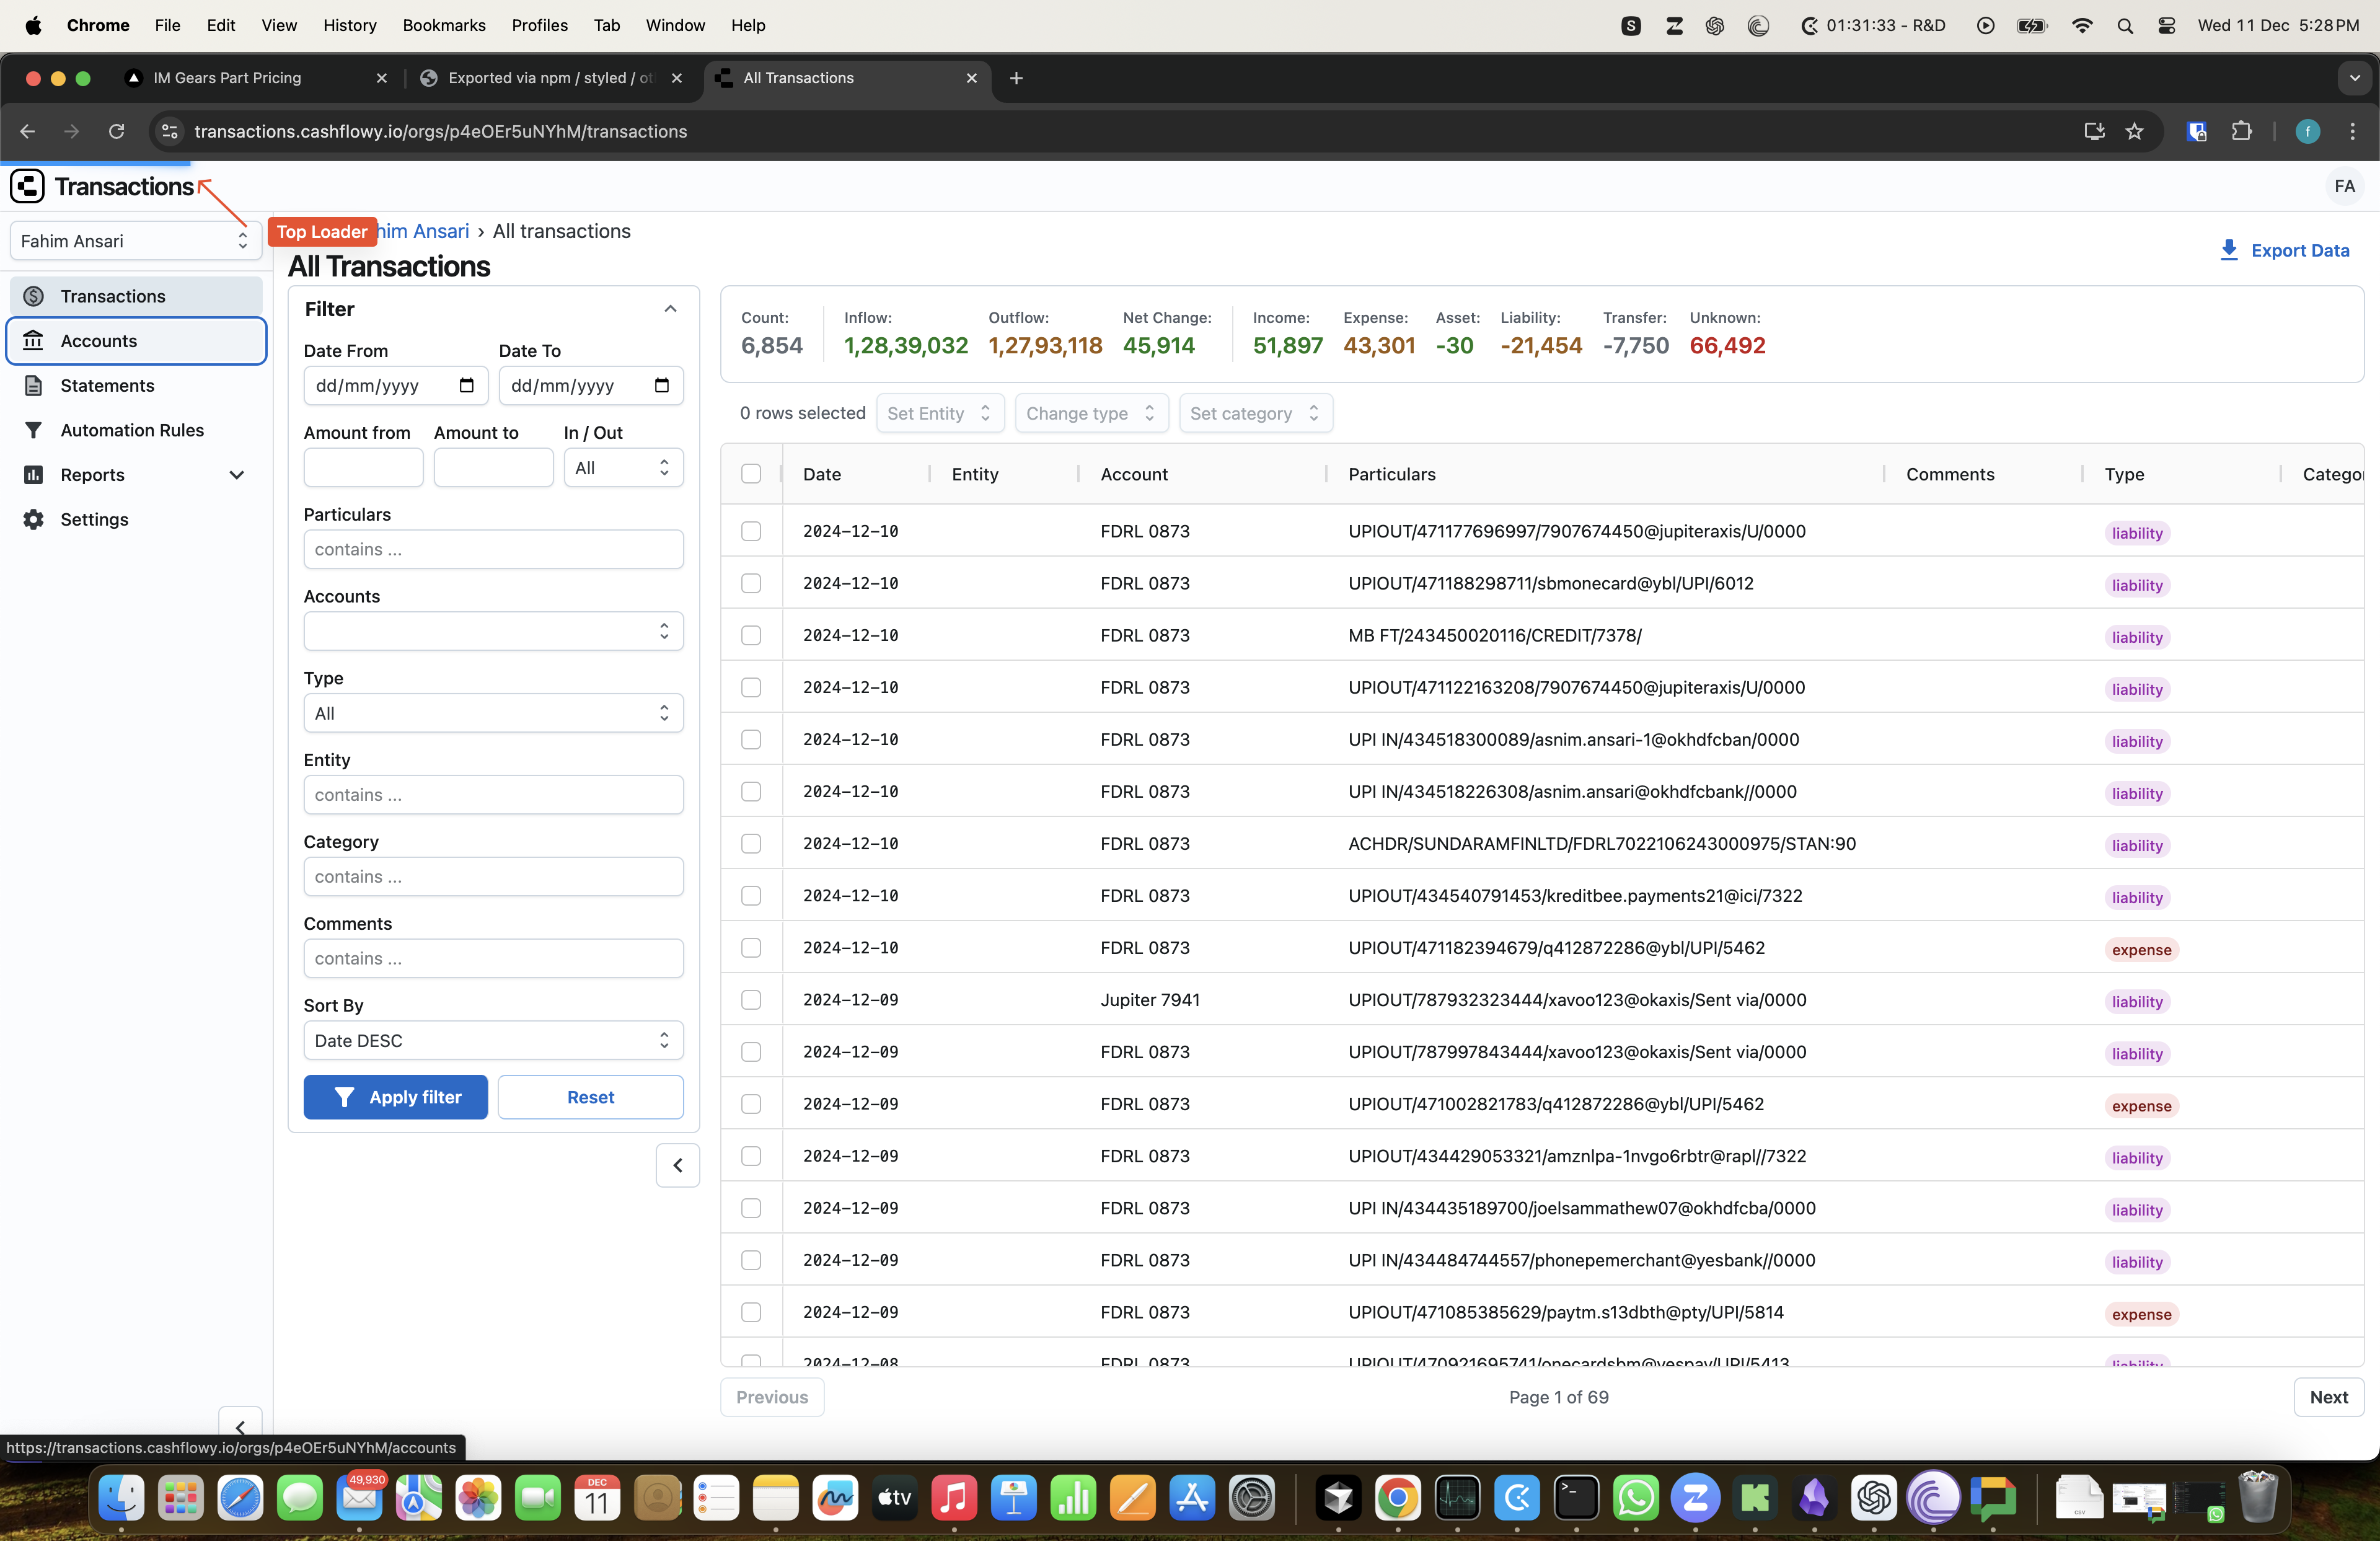 Chrome File Edit View History Bookmarks Profiles Tab Window Help 01:31:33 - R&D Wed 11 Dec 5:28 PM
IM Gears Part Pricing
Exported via npm / styled / ot
All Transactions
transactions.cashflowy.io/orgs/p4eOEr5uNYhM/transactions
f
Transactions
FA
Fahim Ansari
Top Loader
him Ansari › All transactions
All Transactions
Export Data
Transactions
Accounts
Statements
Automation Rules
Reports
Settings
Filter
Date From Date To
dd/mm/yyyy dd/mm/yyyy
Amount from Amount to In / Out
All
Particulars
contains ...
Accounts
Type
All
Entity
contains ...
Category
contains ...
Comments
contains ...
Sort By
Date DESC
Apply filter Reset
Count: Inflow: Outflow: Net Change: Income: Expense: Asset: Liability: Transfer: Unknown:
6,854 1,28,39,032 1,27,93,118 45,914 51,897 43,301 -30 -21,454 -7,750 66,492
0 rows selected Set Entity Change type Set category
Date Entity Account Particulars Comments Type Categor
2024-12-10 FDRL 0873 UPIOUT/471177696997/7907674450@jupiteraxis/U/0000 liability
2024-12-10 FDRL 0873 UPIOUT/471188298711/sbmonecard@ybl/UPI/6012 liability
2024-12-10 FDRL 0873 MB FT/243450020116/CREDIT/7378/ liability
2024-12-10 FDRL 0873 UPIOUT/471122163208/7907674450@jupiteraxis/U/0000 liability
2024-12-10 FDRL 0873 UPI IN/434518300089/asnim.ansari-1@okhdfcban/0000 liability
2024-12-10 FDRL 0873 UPI IN/434518226308/asnim.ansari@okhdfcbank//0000 liability
2024-12-10 FDRL 0873 ACHDR/SUNDARAMFINLTD/FDRL7022106243000975/STAN:90 liability
2024-12-10 FDRL 0873 UPIOUT/434540791453/kreditbee.payments21@ici/7322 liability
2024-12-10 FDRL 0873 UPIOUT/471182394679/q412872286@ybl/UPI/5462 expense
2024-12-09 Jupiter 7941 UPIOUT/787932323444/xavoo123@okaxis/Sent via/0000 liability
2024-12-09 FDRL 0873 UPIOUT/787997843444/xavoo123@okaxis/Sent via/0000 liability
2024-12-09 FDRL 0873 UPIOUT/471002821783/q412872286@ybl/UPI/5462 expense
2024-12-09 FDRL 0873 UPIOUT/434429053321/amznlpa-1nvgo6rbtr@rapl//7322 liability
2024-12-09 FDRL 0873 UPI IN/434435189700/joelsammathew07@okhdfcba/0000 liability
2024-12-09 FDRL 0873 UPI IN/434484744557/phonepemerchant@yesbank//0000 liability
2024-12-09 FDRL 0873 UPIOUT/471085385629/paytm.s13dbth@pty/UPI/5814 expense
2024-12-08 FDRL 0873 UPIOUT/470921695741/onecardsbm@yespay/UPI/5413 liability
Previous Page 1 of 69 Next
https://transactions.cashflowy.io/orgs/p4eOEr5uNYhM/accounts
49,930
DEC
11
tv
CSV